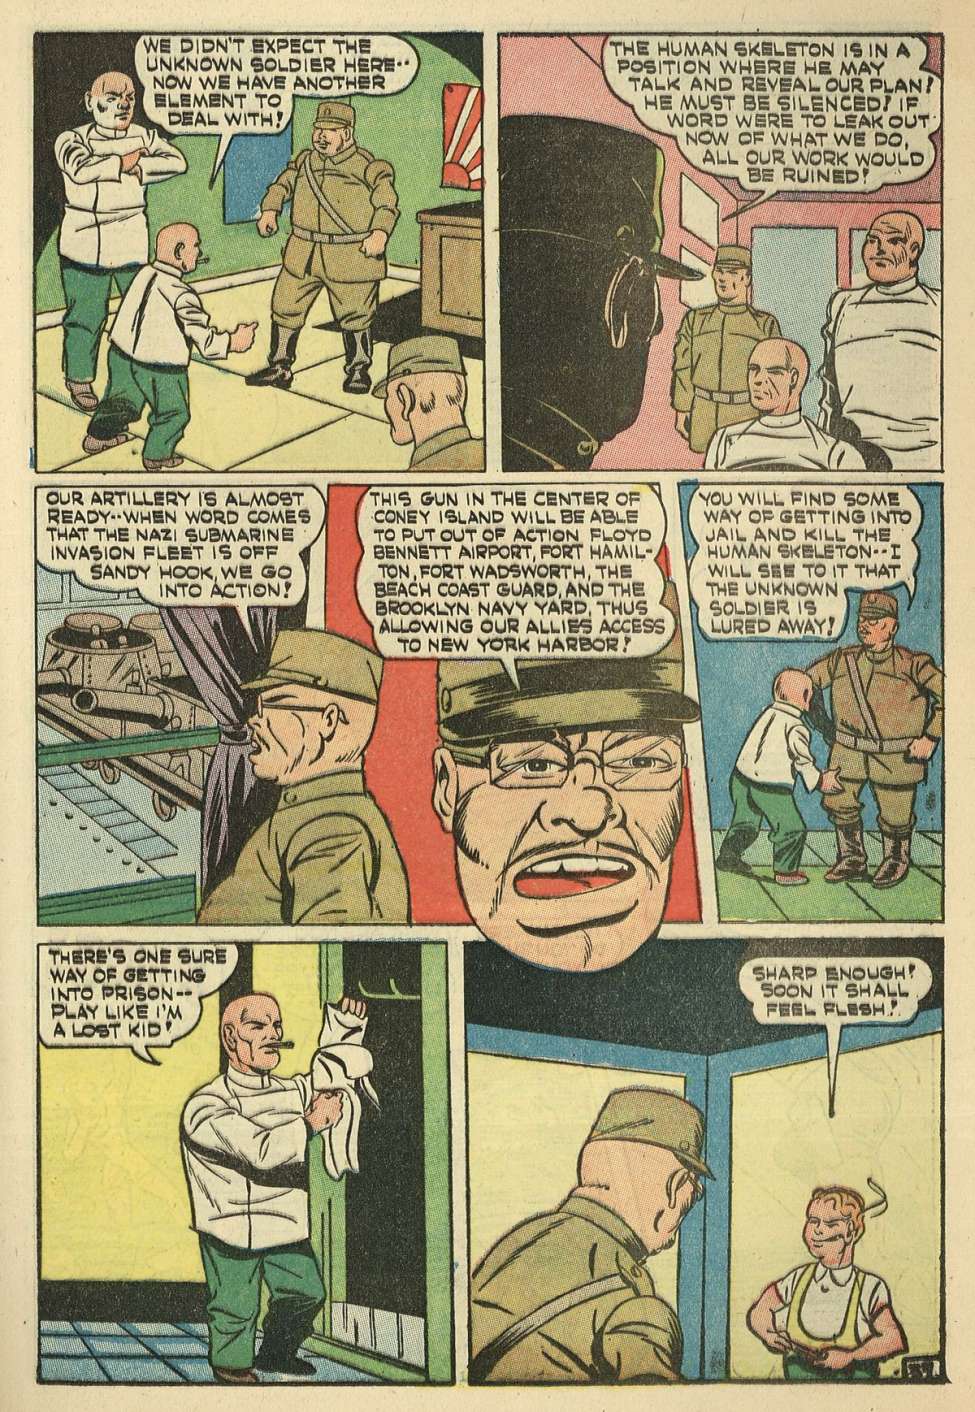 WE DIDN'T EXPECT THE
UNKNOWN SOLDIER HERE--
NOW WE HAVE ANOTHER
ELEMENT TO
DEAL WITH!
THE HUMAN SKELETON IS IN A
POSITION WHERE HE MAY
TALK AND REVEAL OUR PLAN!
HE MUST BE SILENCED! IF
WORD WERE TO LEAK OUT
NOW OF WHAT WE DO,
ALL OUR WORK WOULD
BE RUINED!
OUR ARTILLERY IS ALMOST
READY--WHEN WORD COMES
THAT THE NAZI SUBMARINE
INVASION FLEET IS OFF
SANDY HOOK, WE GO
INTO ACTION!
THIS GUN IN THE CENTER OF
CONEY ISLAND WILL BE ABLE
TO PUT OUT OF ACTION FLOYD
BENNETT AIRPORT, FORT HAMIL-
TON, FORT WADSWORTH, THE
BEACH COAST GUARD, AND THE
BROOKLYN NAVY YARD, THUS
ALLOWING OUR ALLIES ACCESS
TO NEW YORK HARBOR!
YOU WILL FIND SOME
WAY OF GETTING INTO
JAIL AND KILL THE
HUMAN SKELETON--I
WILL SEE TO IT THAT
THE UNKNOWN
SOLDIER IS
LURED AWAY!
THERE'S ONE SURE
WAY OF GETTING
INTO PRISON--
PLAY LIKE I'M
A LOST KID!
SHARP ENOUGH!
SOON IT SHALL
FEEL FLESH!